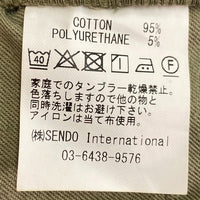 COTTON 95%
POLYURETHANE 5%
40 F
家庭でのタンブラー乾燥禁止。
色落ちしますので他の物と
同時洗濯はお避け下さい。
アイロンは当て布使用。
㈱SENDO International
03-6438-9576